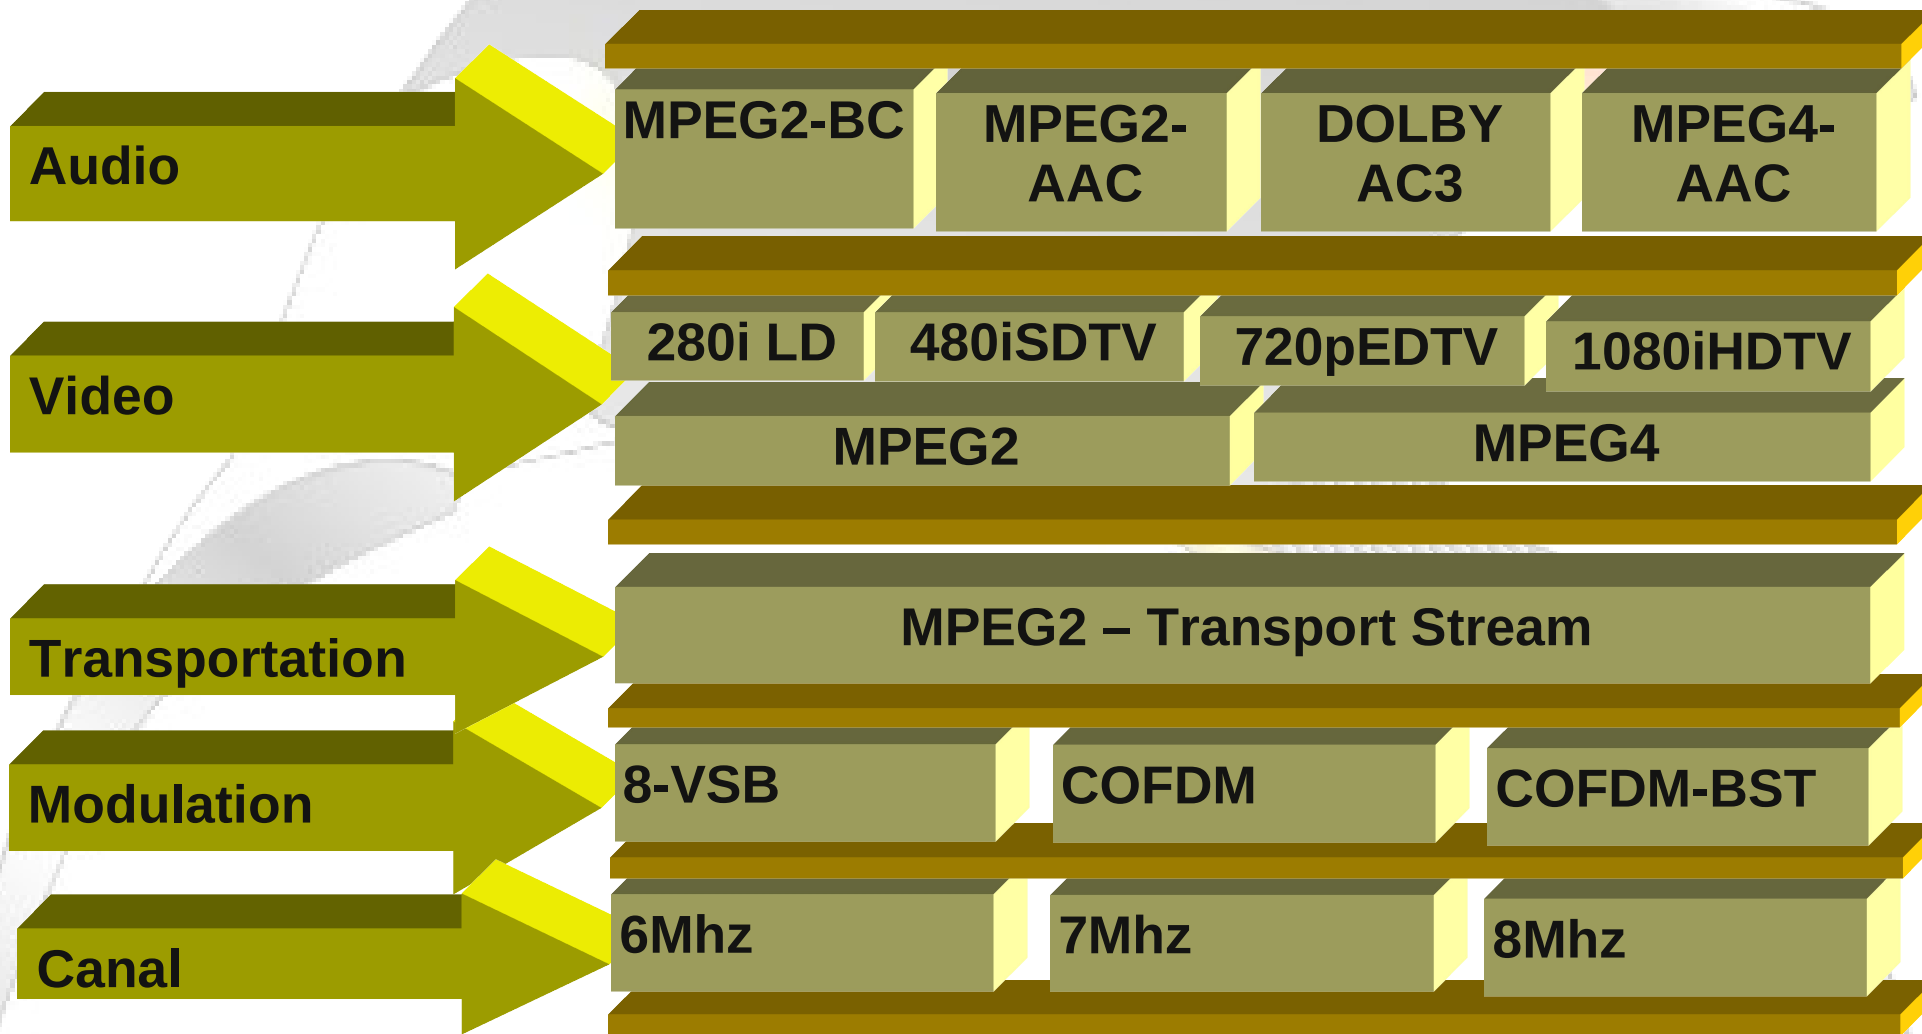 Audio
MPEG2-BC
MPEG2-
AAC
DOLBY
AC3
MPEG4-
AAC
Video
280i LD
480iSDTV
720pEDTV
1080iHDTV
MPEG2
MPEG4
Transportation
MPEG2 – Transport Stream
Modulation
8-VSB
COFDM
COFDM-BST
Canal
6Mhz
7Mhz
8Mhz